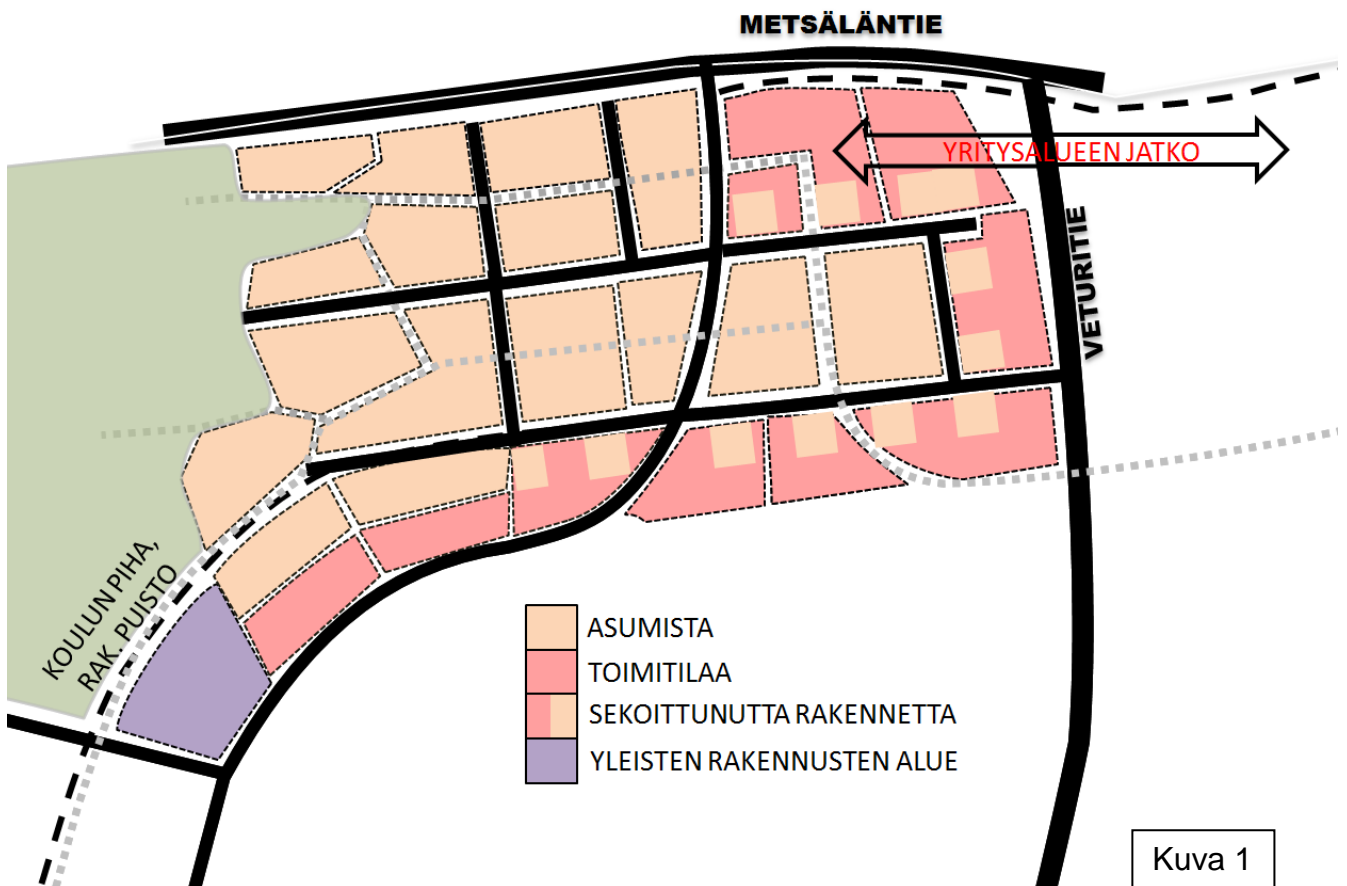 METSÄLÄNTIE
YRITYSALUEEN JATKO
VETURITIE
KOULUN PIHA,
RAK. PUISTO
ASUMISTA
TOIMITILAA
SEKOITTUNUTTA RAKENNETTA
YLEISTEN RAKENNUSTEN ALUE
Kuva 1